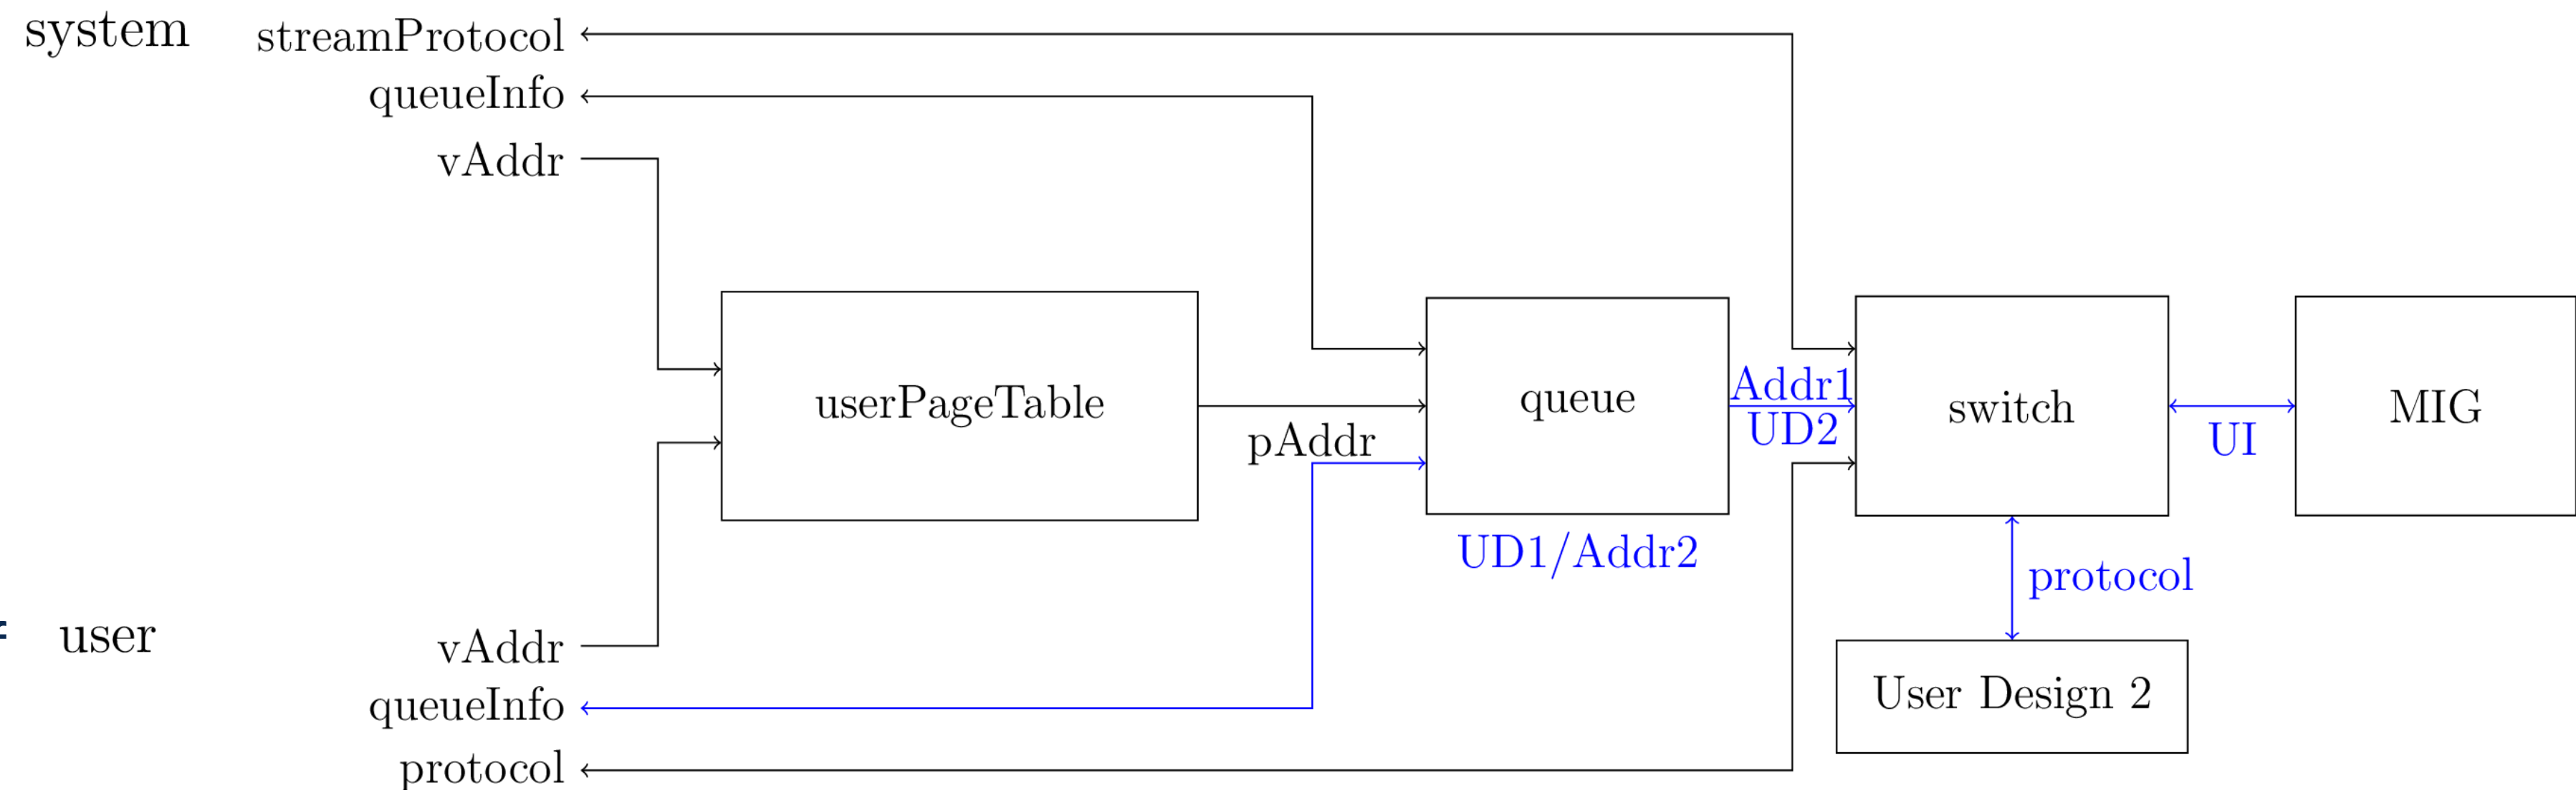 system
streamProtocol
queueInfo
vAddr
userPageTable
pAddr
queue
Addr1
UD2
switch
UI
MIG
UD1/Addr2
protocol
User Design 2
user
vAddr
queueInfo
protocol